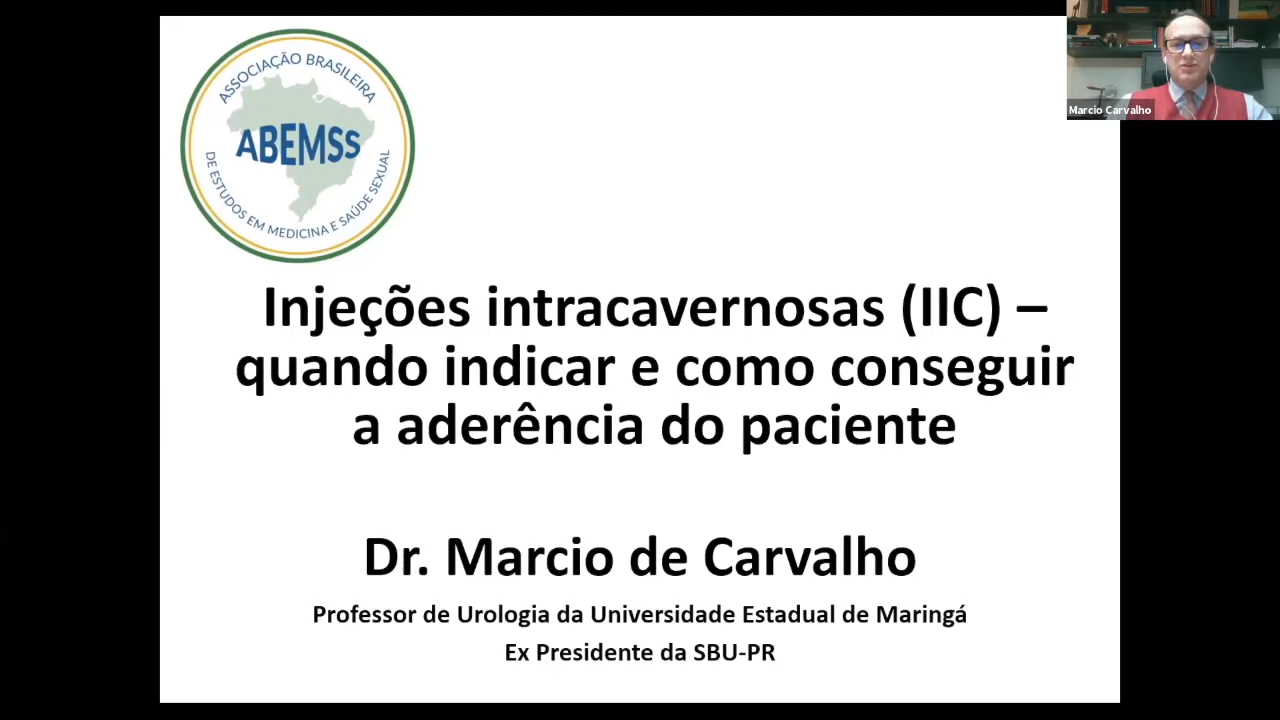 ASSOCIAÇÃO BRASILEIRA
ABEMSS
DE ESTUDOS EM MEDICINA E SAÚDE SEXUAL
Marcio Carvalho
Injeções intracavernosas (IIC) –
quando indicar e como conseguir
a aderência do paciente
Dr. Marcio de Carvalho
Professor de Urologia da Universidade Estadual de Maringá
Ex Presidente da SBU-PR